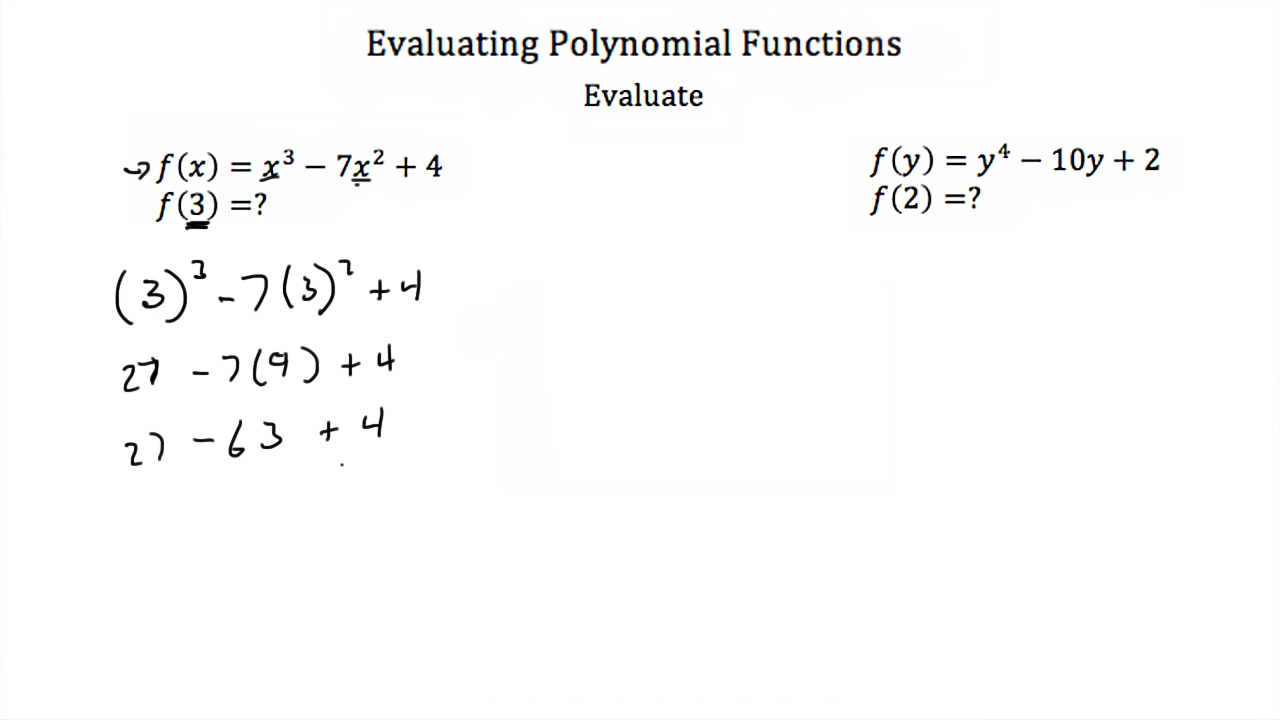 Evaluating Polynomial Functions
Evaluate
f(x) = x³ − 7x² + 4
f(3) =?
(3)³ - 7(3)² + 4
27 - 7(9) + 4
27 - 63 + 4
f(y) = y⁴ − 10y + 2
f(2) =?